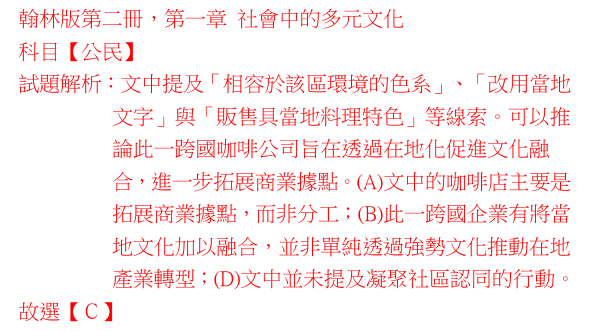 翰林版第二冊，第一章 社會中的多元文化
科目【公民】
試題解析：文中提及「相容於該區環境的色系」、「改用當地
文字」與「販售具當地料理特色」等線索。可以推
論此一跨國咖啡公司旨在透過在地化促進文化融
合，進一步拓展商業據點。(A)文中的咖啡店主要是
拓展商業據點，而非分工；(B)此一跨國企業有將當
地文化加以融合，並非單純透過強勢文化推動在地
產業轉型；(D)文中並未提及凝聚社區認同的行動。
故選【 C 】